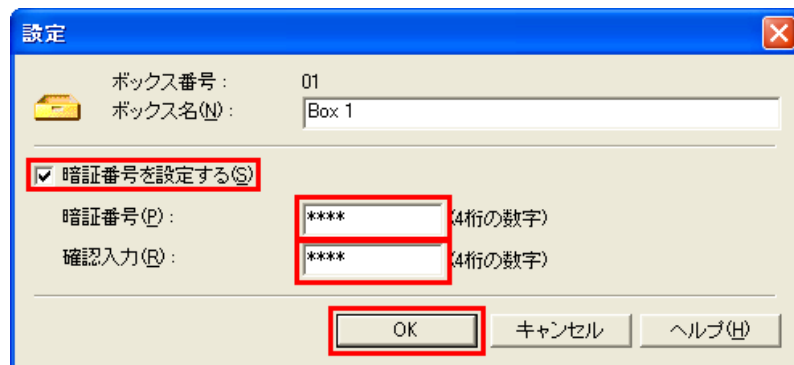 設定
ボックス番号： 01
ボックス名(N)： Box 1
暗証番号を設定する(S)
暗証番号(P)： **** (4桁の数字)
確認入力(R)： **** (4桁の数字)
OK キャンセル ヘルプ(H)